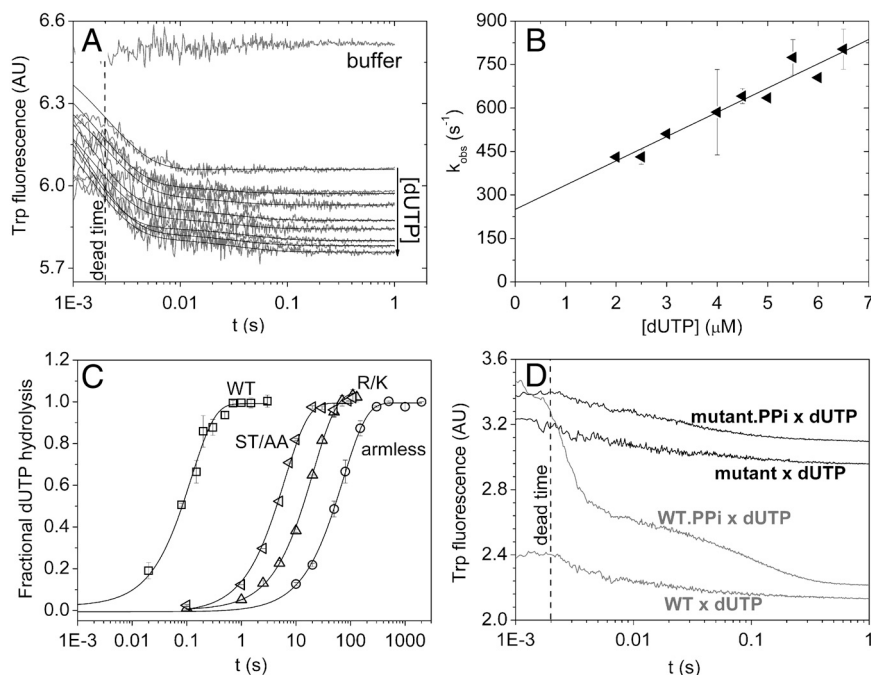 A
buffer
Trp fluorescence (AU)
6.6
6.3
6.0
5.7
dead time
[dUTP]
1E-3 0.01 0.1 1
t (s)
B
k_obs (s⁻¹)
900
750
600
450
300
150
0
0 1 2 3 4 5 6 7
[dUTP] (μM)
C
WT
R/K
ST/AA
armless
Fractional dUTP hydrolysis
1.2
1.0
0.8
0.6
0.4
0.2
0.0
0.01 0.1 1 10 100 1000
t (s)
D
Trp fluorescence (AU)
3.6
3.2
2.8
2.4
2.0
dead time
mutant.PPi x dUTP
mutant x dUTP
WT.PPi x dUTP
WT x dUTP
1E-3 0.01 0.1 1
t (s)